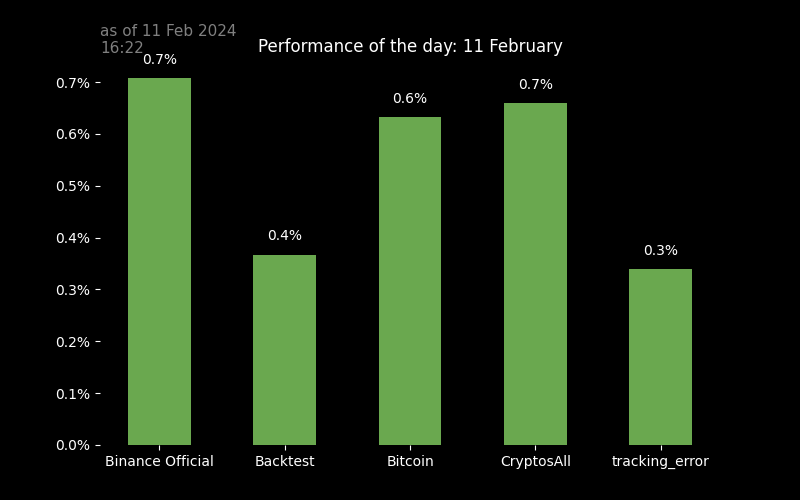 as of 11 Feb 2024
16:22
Performance of the day: 11 February
0.7%
0.4%
0.6%
0.7%
0.3%
0.7%
0.6%
0.5%
0.4%
0.3%
0.2%
0.1%
0.0%
Binance Official
Backtest
Bitcoin
CryptosAll
tracking_error